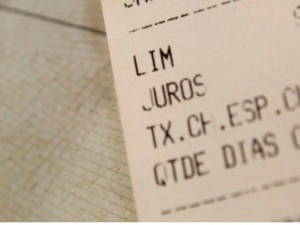 LIM
JUROS
TX.CH.ESP.C
QTDE DIAS